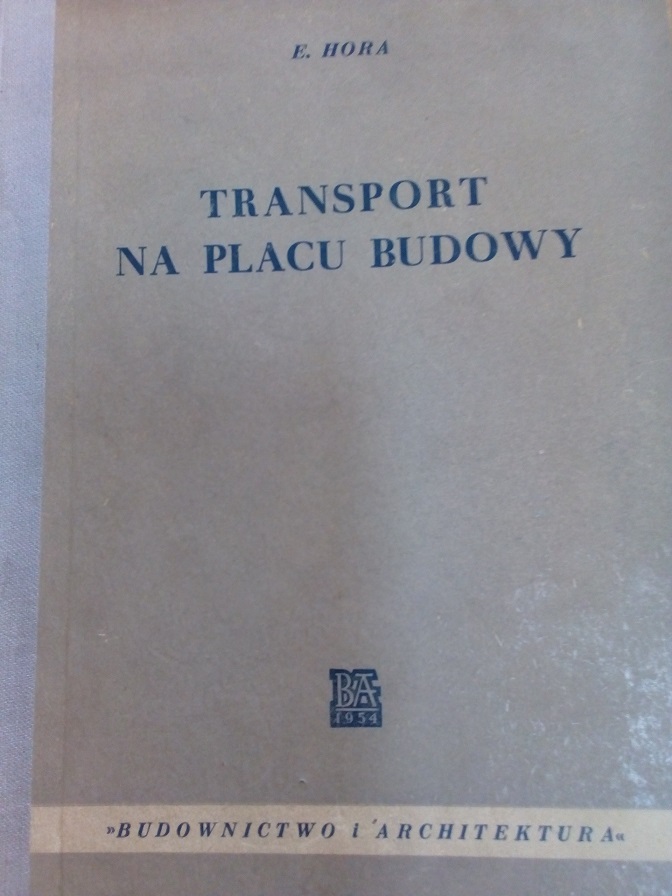 E. HORA
TRANSPORT
NA PLACU BUDOWY
BA
1954
»BUDOWNICTWO i ARCHITEKTURA«